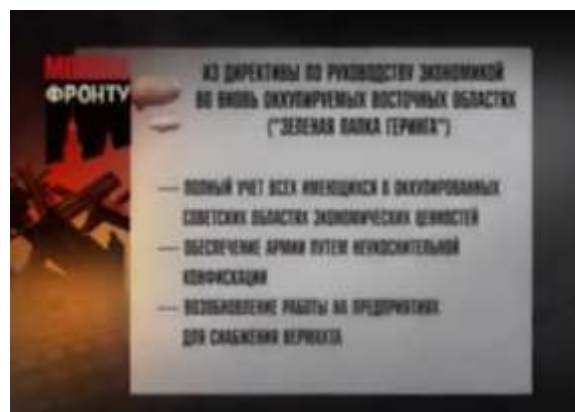 ФРОНТУ
ИЗ ДИРЕКТИВЫ ПО РУКОВОДСТВУ ЭКОНОМИКОЙ
ВО ВНОВЬ ОККУПИРУЕМЫХ ВОСТОЧНЫХ ОБЛАСТЯХ
("ЗЕЛЕНАЯ ПАПКА ГЕРИНГА")
— ПОЛНЫЙ УЧЕТ ВСЕХ ИМЕЮЩИХСЯ В ОККУПИРОВАННЫХ
СОВЕТСКИХ ОБЛАСТЯХ ЭКОНОМИЧЕСКИХ ЦЕННОСТЕЙ
— ОБЕСПЕЧЕНИЕ АРМИИ ПУТЕМ НЕУКОСНИТЕЛЬНОЙ
КОНФИСКАЦИИ
— ВОЗОБНОВЛЕНИЕ РАБОТЫ НА ПРЕДПРИЯТИЯХ
ДЛЯ СНАБЖЕНИЯ ВЕРМАХТА